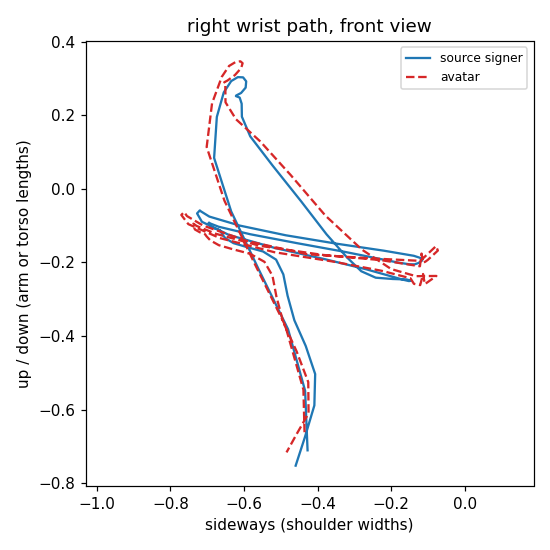 right wrist path, front view
source signer
avatar
up / down (arm or torso lengths)
0.4
0.2
0.0
−0.2
−0.4
−0.6
−0.8
−1.0 −0.8 −0.6 −0.4 −0.2 0.0
sideways (shoulder widths)